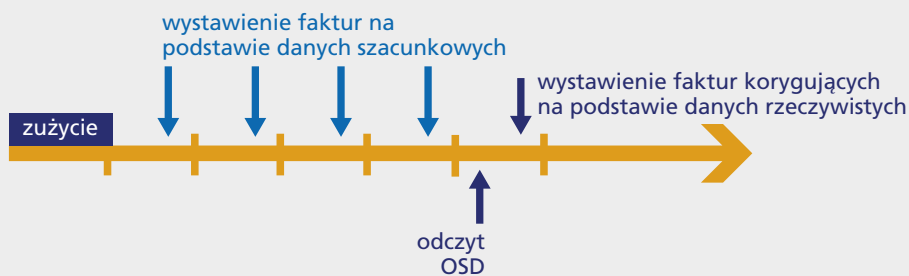 wystawienie faktur na
podstawie danych szacunkowych
wystawienie faktur korygujących
na podstawie danych rzeczywistych
zużycie
odczyt
OSD